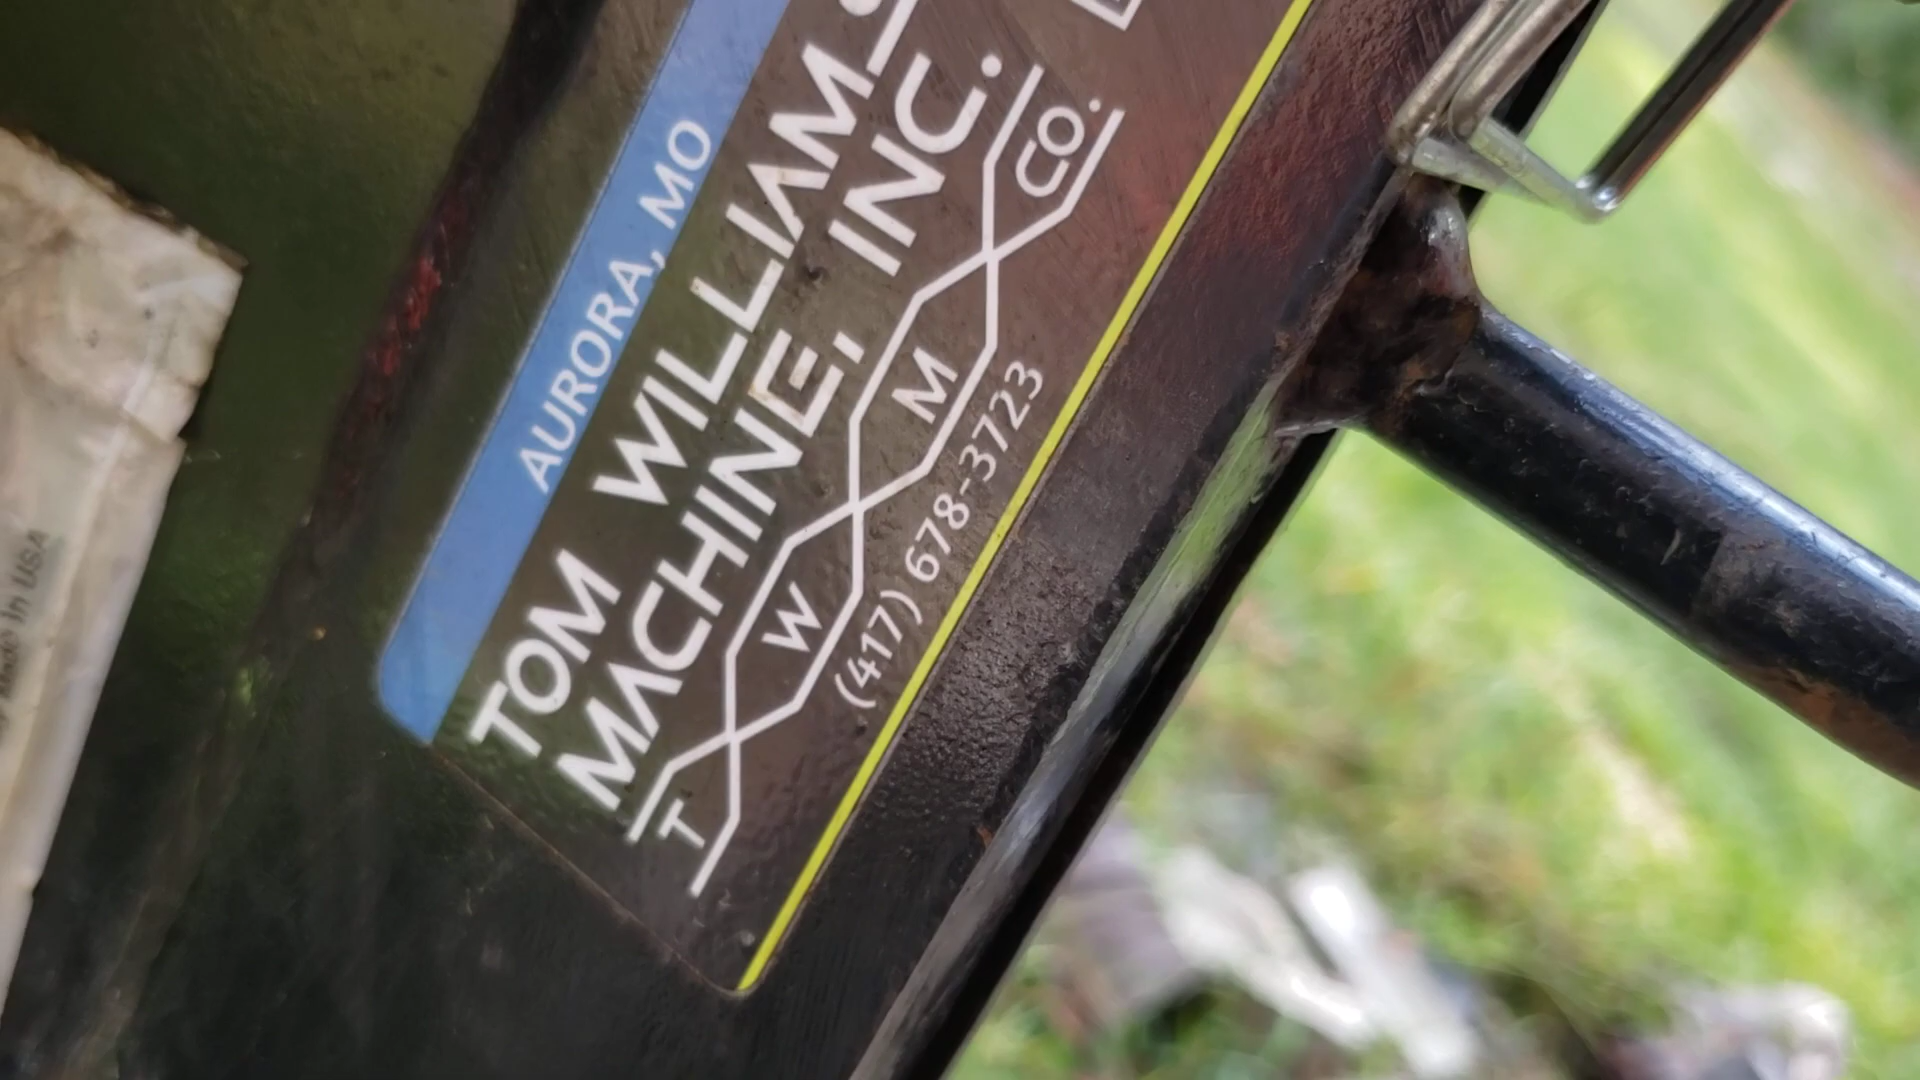 AURORA, MO
TOM WILLIAMS
MACHINE, INC.
T W M CO.
(417) 678-3723
Made in USA